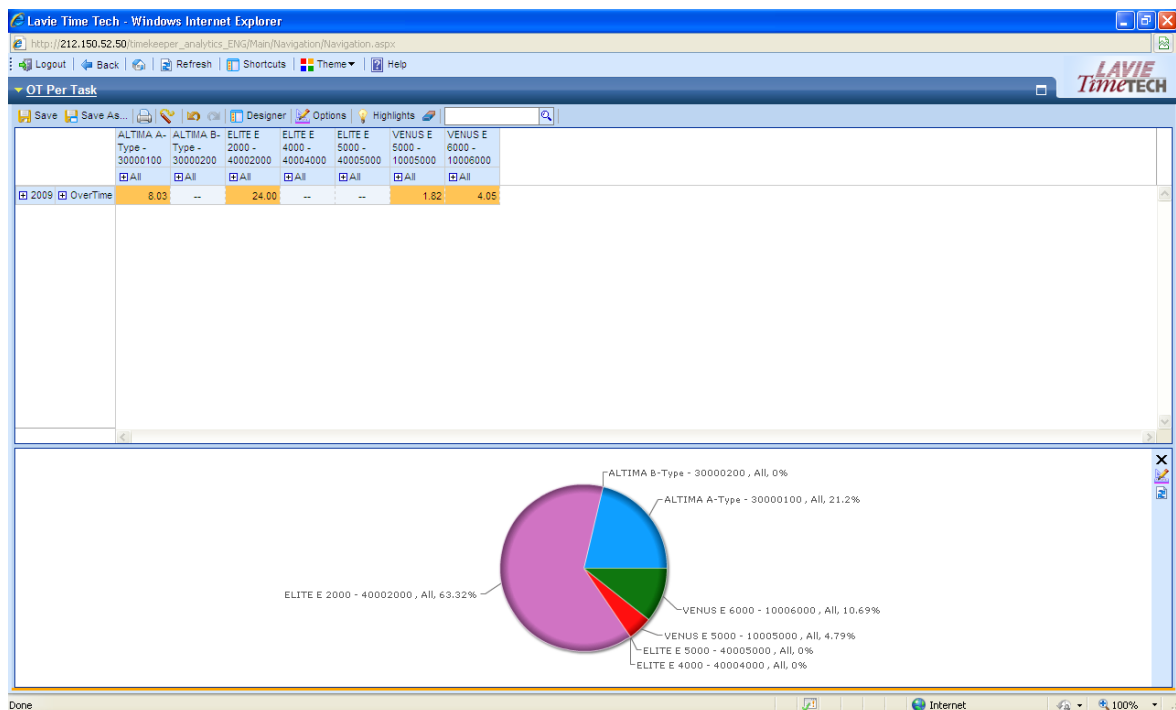 Lavie Time Tech - Windows Internet Explorer
http://212.150.52.50/timekeeper_analytics_ENG/Main/Navigation/Navigation.aspx
Logout Back Refresh Shortcuts Theme Help
LAVIE
TimeTECH
OT Per Task
Save Save As... Designer Options Highlights
ALTIMA A- ALTIMA B- ELITE E ELITE E ELITE E VENUS E VENUS E
Type - Type - 2000 - 4000 - 5000 - 5000 - 6000 -
30000100 30000200 40002000 40004000 40005000 10005000 10006000
All All All All All All All
2009 OverTime 8.03 -- 24.00 -- -- 1.82 4.05
ALTIMA B-Type - 30000200 , All, 0%
ALTIMA A-Type - 30000100 , All, 21.2%
ELITE E 2000 - 40002000 , All, 63.32%
VENUS E 6000 - 10006000 , All, 10.69%
VENUS E 5000 - 10005000 , All, 4.79%
ELITE E 5000 - 40005000 , All, 0%
ELITE E 4000 - 40004000 , All, 0%
Done Internet 100%